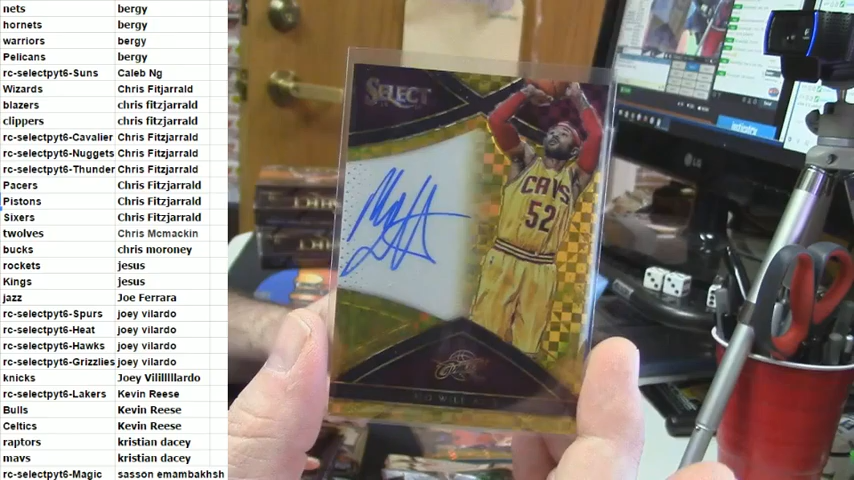 nets bergy
hornets bergy
warriors bergy
Pelicans bergy
rc-selectpyt6-Suns Caleb Ng
Wizards Chris Fitjarrald
blazers chris fitzjarrald
clippers chris fitzjarrald
rc-selectpyt6-Cavalier Chris Fitzjarrald
rc-selectpyt6-Nuggets Chris Fitzjarrald
rc-selectpyt6-Thunder Chris Fitzjarrald
Pacers Chris Fitzjarrald
Pistons Chris Fitzjarrald
Sixers Chris Fitzjarrald
twolves Chris Mcmackin
bucks chris moroney
rockets jesus
Kings jesus
jazz Joe Ferrara
rc-selectpyt6-Spurs joey vilardo
rc-selectpyt6-Heat joey vilardo
rc-selectpyt6-Hawks joey vilardo
rc-selectpyt6-Grizzlies joey vilardo
knicks Joey Villlllllardo
rc-selectpyt6-Lakers Kevin Reese
Bulls Kevin Reese
Celtics Kevin Reese
raptors kristian dacey
mavs kristian dacey
rc-selectpyt6-Magic sasson emambakhsh
SELECT
CAVS
52
LG